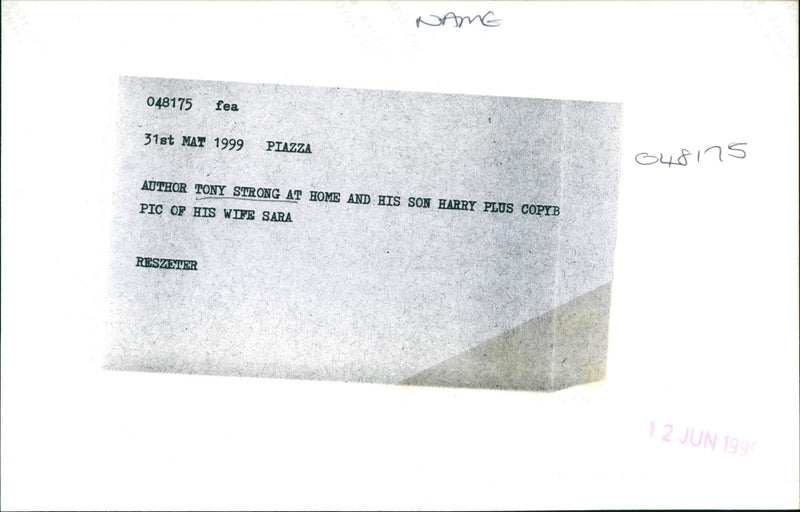 NAME
048175 fea
31st MAT 1999 PIAZZA
048175
AUTHOR TONY STRONG AT HOME AND HIS SON HARRY PLUS COPYB
PIC OF HIS WIFE SARA
RESZETER
12 JUN 1999